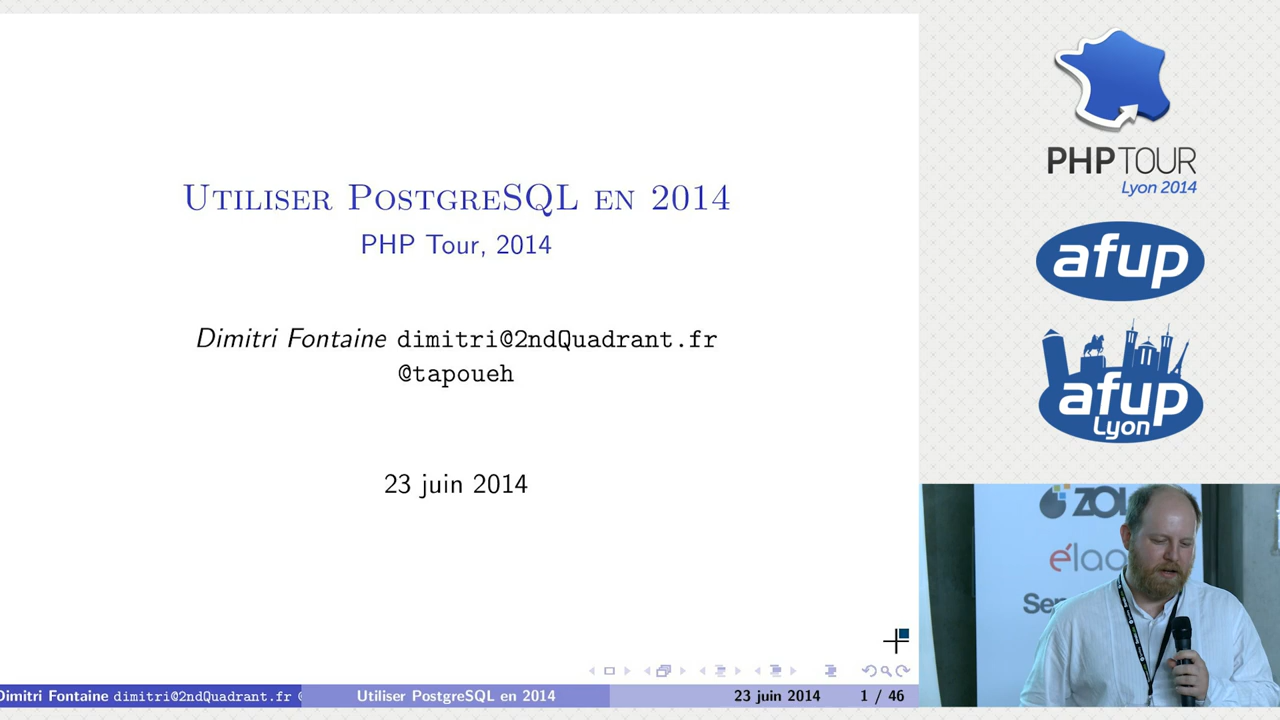 Utiliser PostgreSQL en 2014
PHP Tour, 2014
Dimitri Fontaine dimitri@2ndQuadrant.fr
@tapoueh
23 juin 2014
Dimitri Fontaine dimitri@2ndQuadrant.fr
Utiliser PostgreSQL en 2014
23 juin 2014
1 / 46
PHPTOUR
Lyon 2014
afup
afup
Lyon